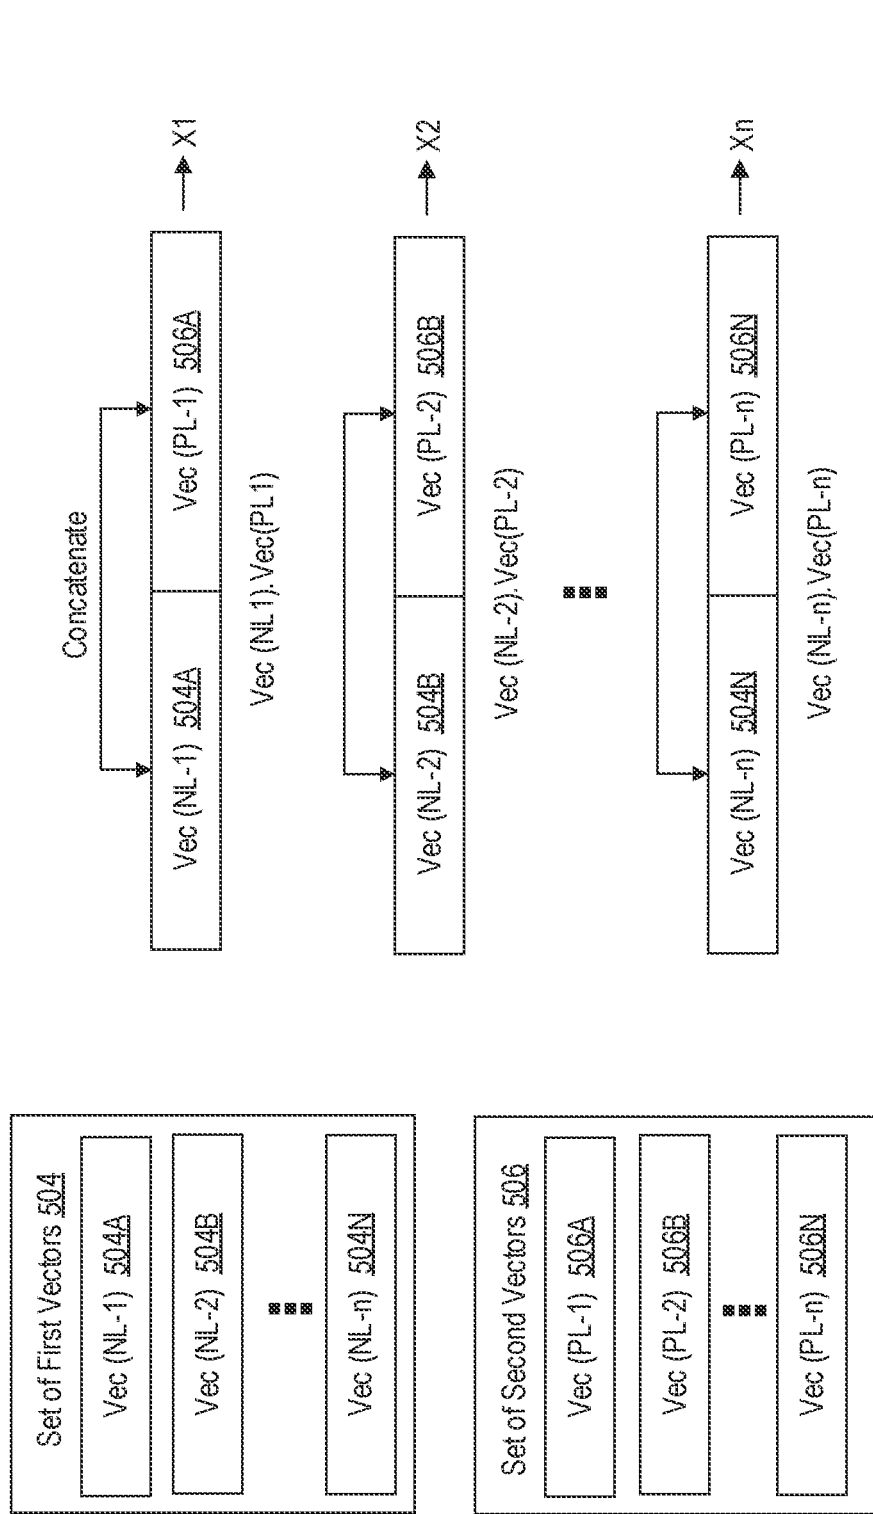 Set of First Vectors 504
Vec (NL-1) 504A
Vec (NL-2) 504B
Vec (NL-n) 504N
Set of Second Vectors 506
Vec (PL-1) 506A
Vec (PL-2) 506B
Vec (PL-n) 506N
Concatenate
Vec (NL-1) 504A Vec (PL-1) 506A X1
Vec (NL1).Vec(PL1)
Vec (NL-2) 504B Vec (PL-2) 506B X2
Vec (NL-2).Vec(PL-2)
Vec (NL-n) 504N Vec (PL-n) 506N Xn
Vec (NL-n).Vec(PL-n)